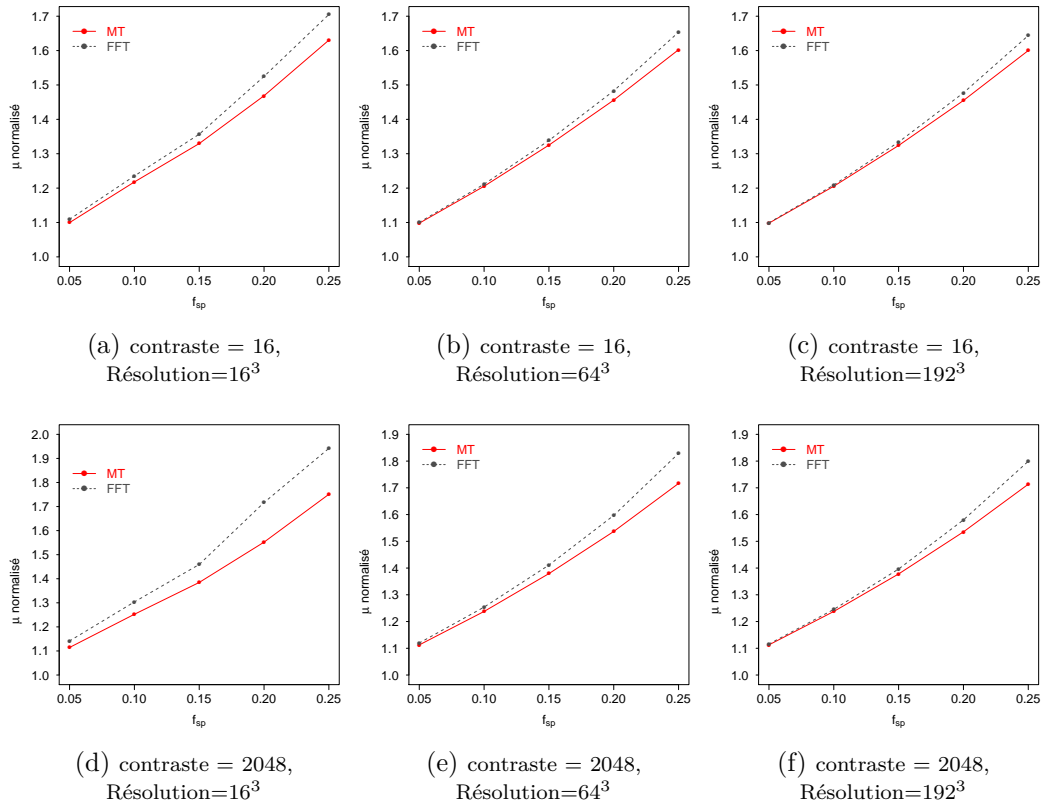 1.7
1.6
1.5
1.4
1.3
1.2
1.1
1.0
µ normalisé
MT
FFT
0.05 0.10 0.15 0.20 0.25
f_sp
(a) contraste = 16,
Résolution=16³
1.7
1.6
1.5
1.4
1.3
1.2
1.1
1.0
µ normalisé
MT
FFT
0.05 0.10 0.15 0.20 0.25
f_sp
(b) contraste = 16,
Résolution=64³
1.7
1.6
1.5
1.4
1.3
1.2
1.1
1.0
µ normalisé
MT
FFT
0.05 0.10 0.15 0.20 0.25
f_sp
(c) contraste = 16,
Résolution=192³
2.0
1.9
1.8
1.7
1.6
1.5
1.4
1.3
1.2
1.1
1.0
µ normalisé
MT
FFT
0.05 0.10 0.15 0.20 0.25
f_sp
(d) contraste = 2048,
Résolution=16³
1.9
1.8
1.7
1.6
1.5
1.4
1.3
1.2
1.1
1.0
µ normalisé
MT
FFT
0.05 0.10 0.15 0.20 0.25
f_sp
(e) contraste = 2048,
Résolution=64³
1.9
1.8
1.7
1.6
1.5
1.4
1.3
1.2
1.1
1.0
µ normalisé
MT
FFT
0.05 0.10 0.15 0.20 0.25
f_sp
(f) contraste = 2048,
Résolution=192³